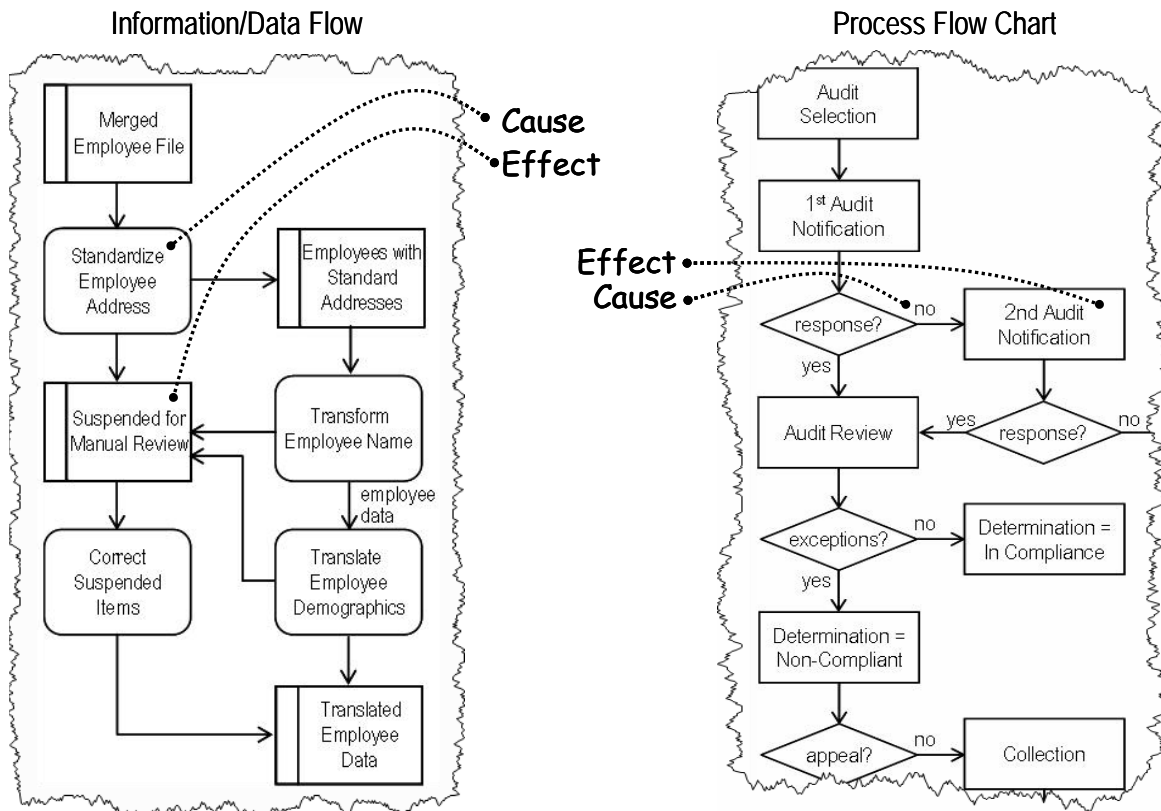 Information/Data Flow
Merged
Employee File
Standardize
Employee
Address
Employees with
Standard
Addresses
Suspended for
Manual Review
Transform
Employee Name
employee
data
Correct
Suspended
Items
Translate
Employee
Demographics
Translated
Employee
Data
Cause
Effect
Process Flow Chart
Audit
Selection
1st Audit
Notification
Effect
Cause
response?
no
2nd Audit
Notification
yes
Audit Review
yes
response?
no
exceptions?
no
Determination =
In Compliance
yes
Determination =
Non-Compliant
appeal?
no
Collection